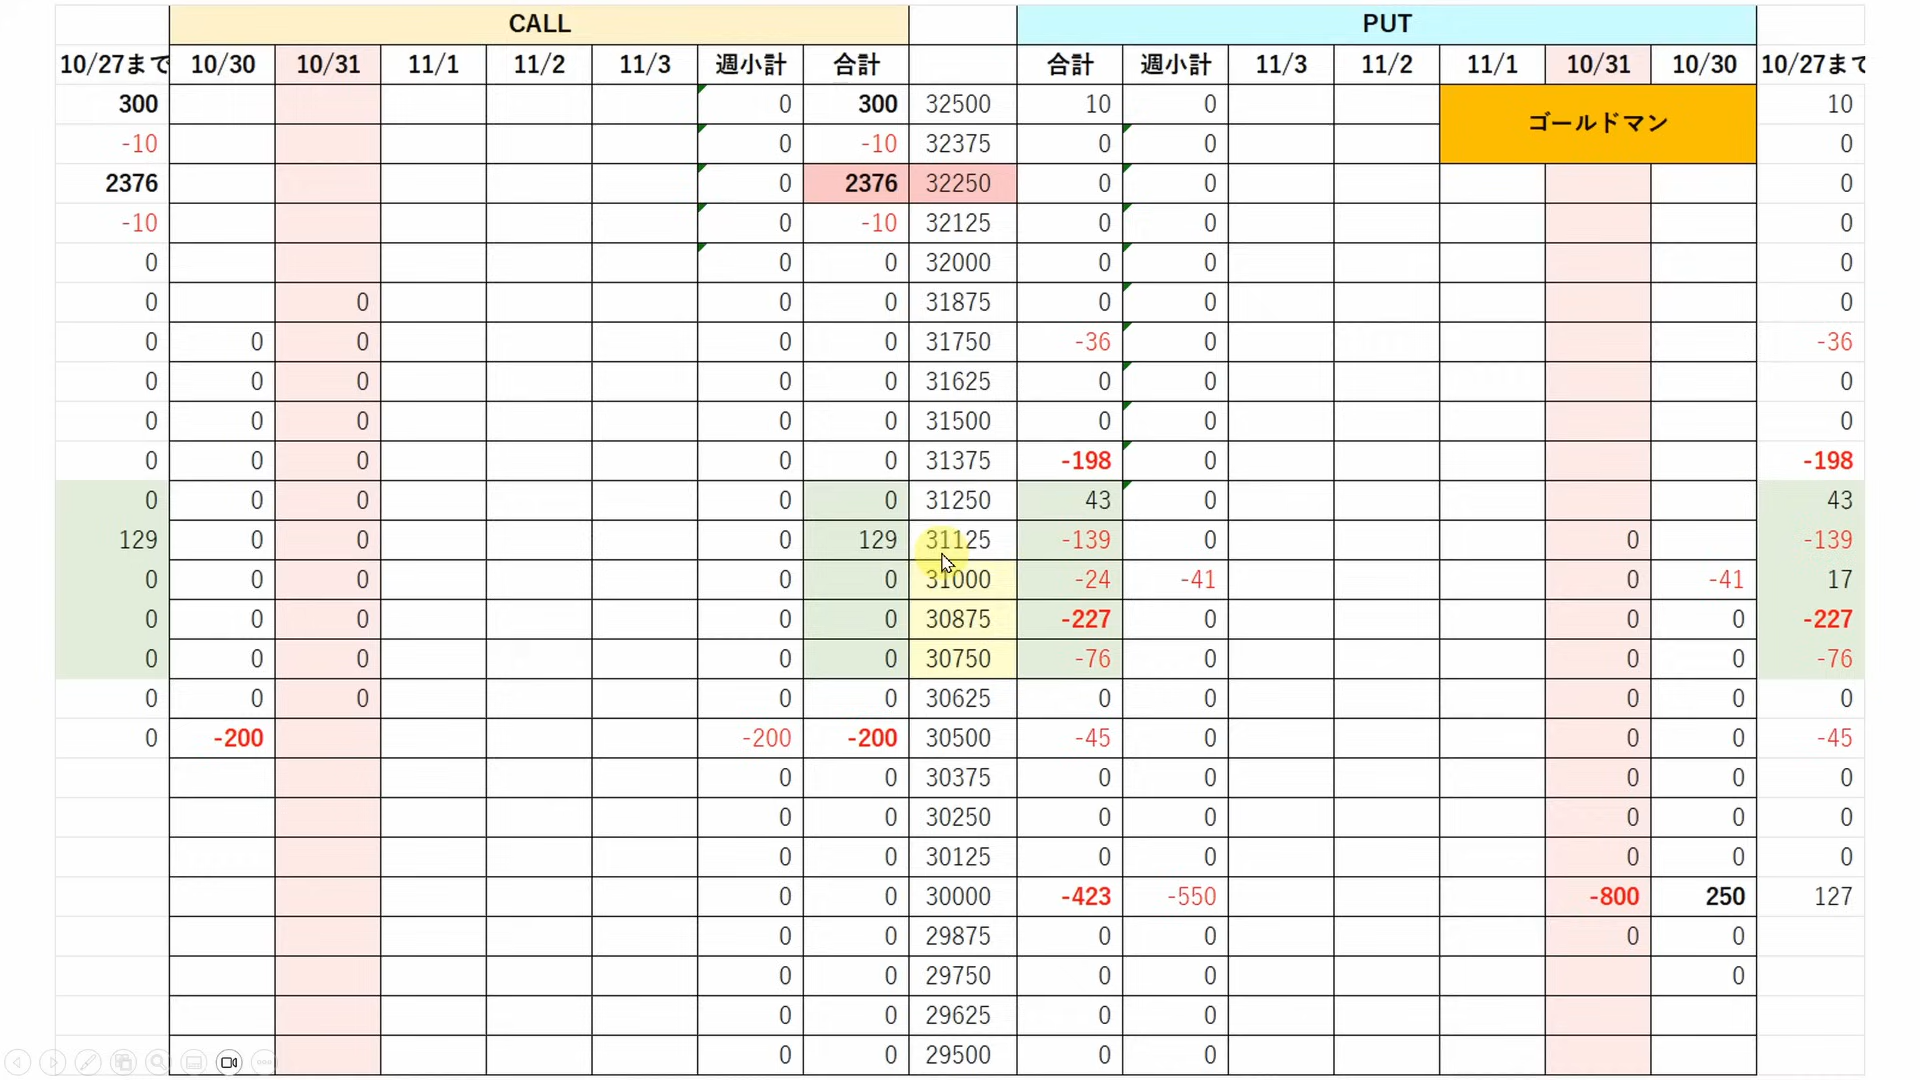 CALL PUT
10/27まで 10/30 10/31 11/1 11/2 11/3 週小計 合計 合計 週小計 11/3 11/2 11/1 10/31 10/30 10/27まで
300 0 300 32500 10 0 ゴールドマン 10
-10 0 -10 32375 0 0 0
2376 0 2376 32250 0 0 0
-10 0 -10 32125 0 0 0
0 0 0 32000 0 0 0
0 0 0 0 31875 0 0 0
0 0 0 0 0 31750 -36 0 -36
0 0 0 0 0 31625 0 0 0
0 0 0 0 0 31500 0 0 0
0 0 0 0 0 31375 -198 0 -198
0 0 0 0 0 31250 43 0 43
129 0 0 0 129 31125 -139 0 0 -139
0 0 0 0 0 31000 -24 -41 0 -41 17
0 0 0 0 0 30875 -227 0 0 0 -227
0 0 0 0 0 30750 -76 0 0 0 -76
0 0 0 0 0 30625 0 0 0 0 0
0 -200 -200 -200 30500 -45 0 0 0 -45
0 0 30375 0 0 0 0 0
0 0 30250 0 0 0 0 0
0 0 30125 0 0 0 0 0
0 0 30000 -423 -550 -800 250 127
0 0 29875 0 0 0 0
0 0 29750 0 0 0
0 0 29625 0 0
0 0 29500 0 0